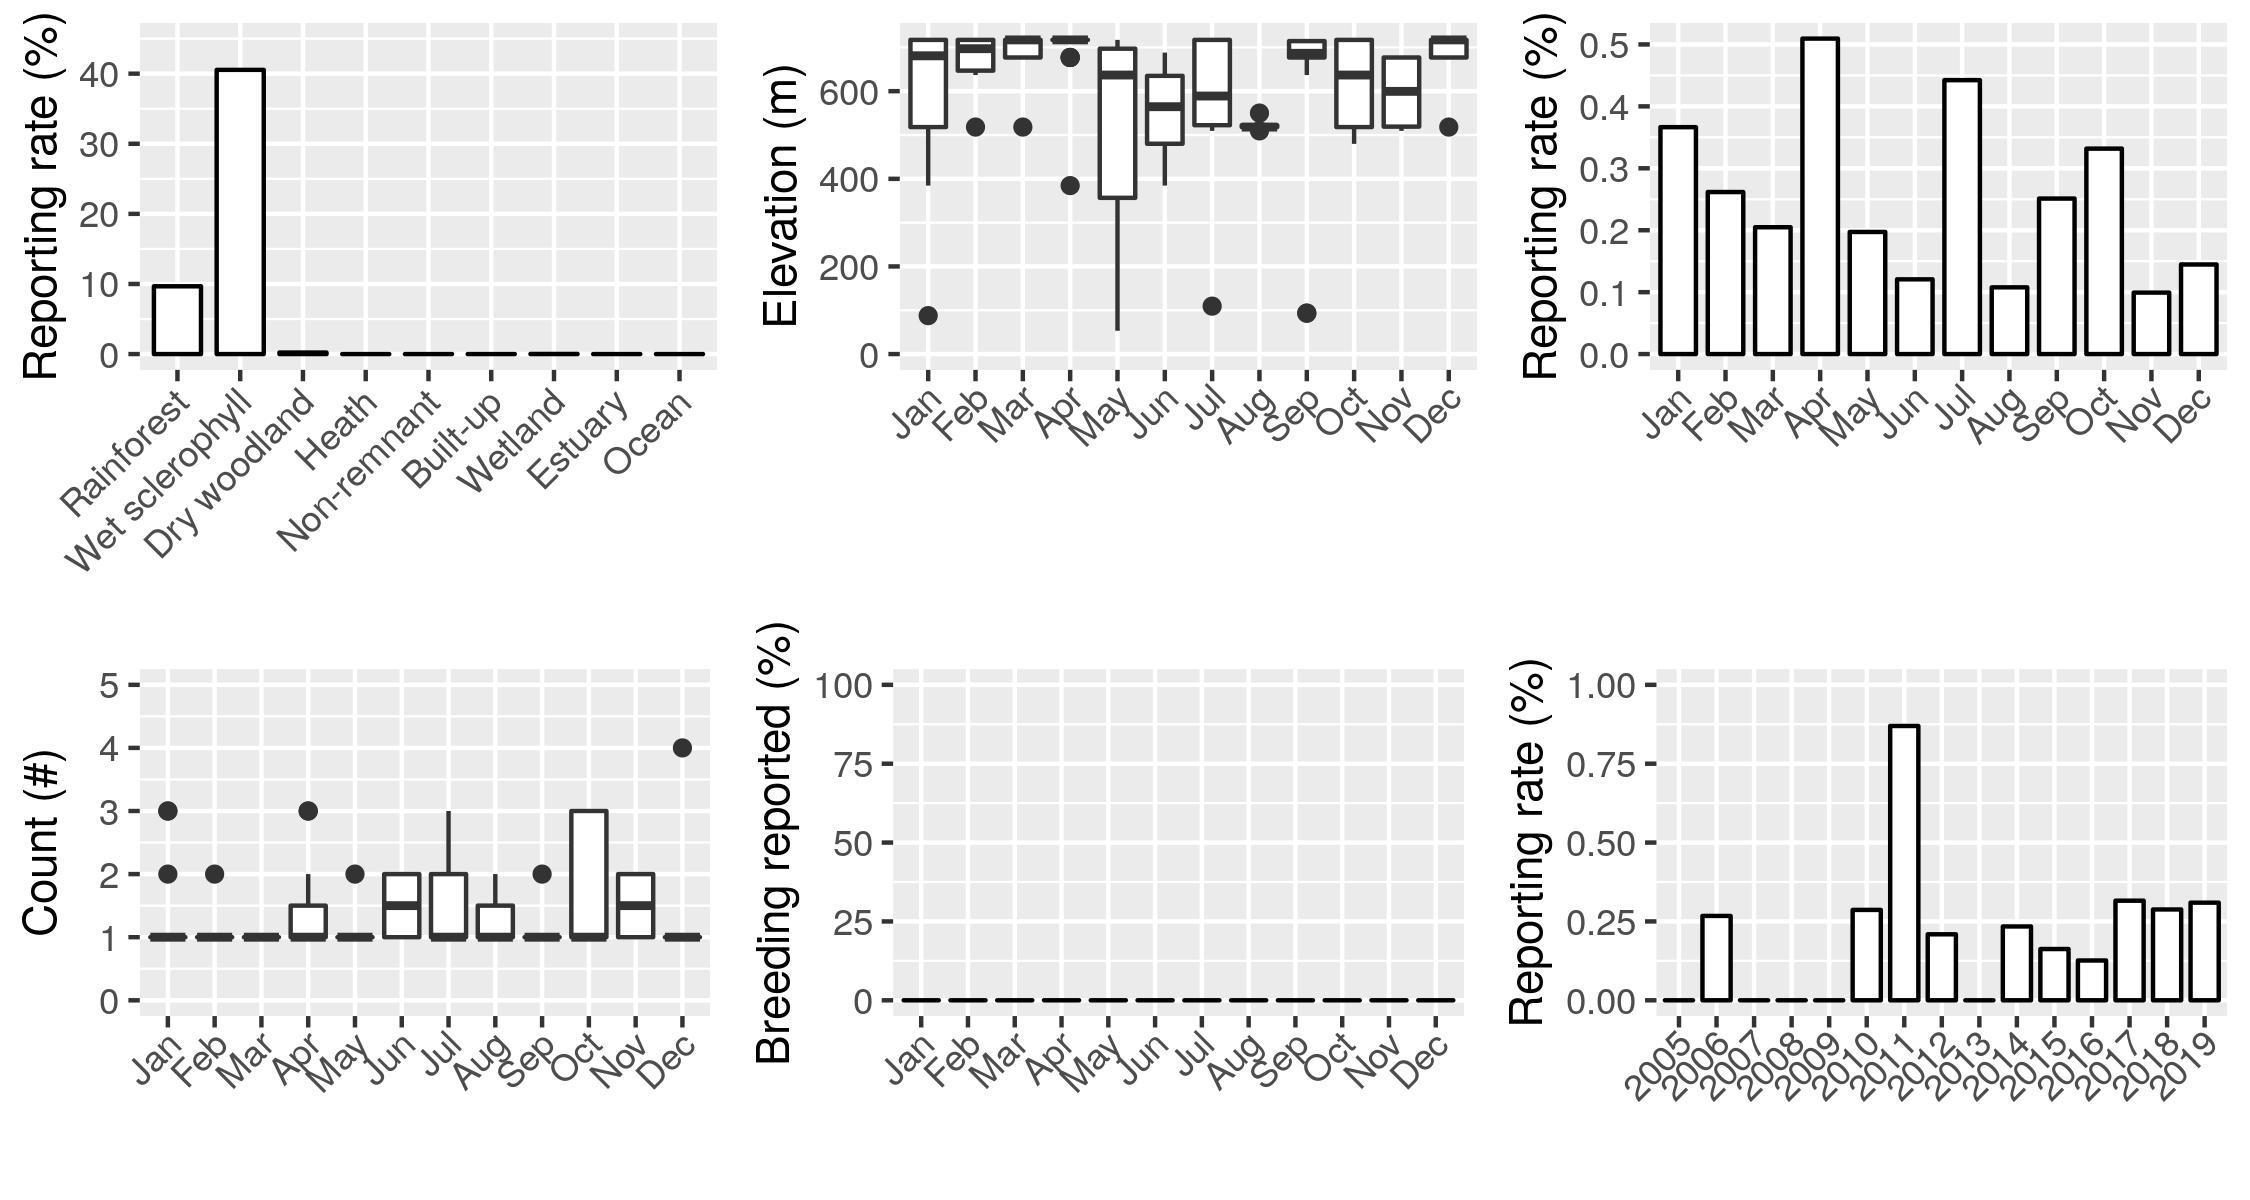 Reporting rate (%)
40
30
20
10
0
Rainforest
Wet sclerophyll
Dry woodland
Heath
Non-remnant
Built-up
Wetland
Estuary
Ocean
Elevation (m)
600
400
200
0
Jan
Feb
Mar
Apr
May
Jun
Jul
Aug
Sep
Oct
Nov
Dec
Reporting rate (%)
0.5
0.4
0.3
0.2
0.1
0.0
Jan
Feb
Mar
Apr
May
Jun
Jul
Aug
Sep
Oct
Nov
Dec
Count (#)
5
4
3
2
1
0
Jan
Feb
Mar
Apr
May
Jun
Jul
Aug
Sep
Oct
Nov
Dec
Breeding reported (%)
100
75
50
25
0
Jan
Feb
Mar
Apr
May
Jun
Jul
Aug
Sep
Oct
Nov
Dec
Reporting rate (%)
1.00
0.75
0.50
0.25
0.00
2005
2006
2007
2008
2009
2010
2011
2012
2013
2014
2015
2016
2017
2018
2019